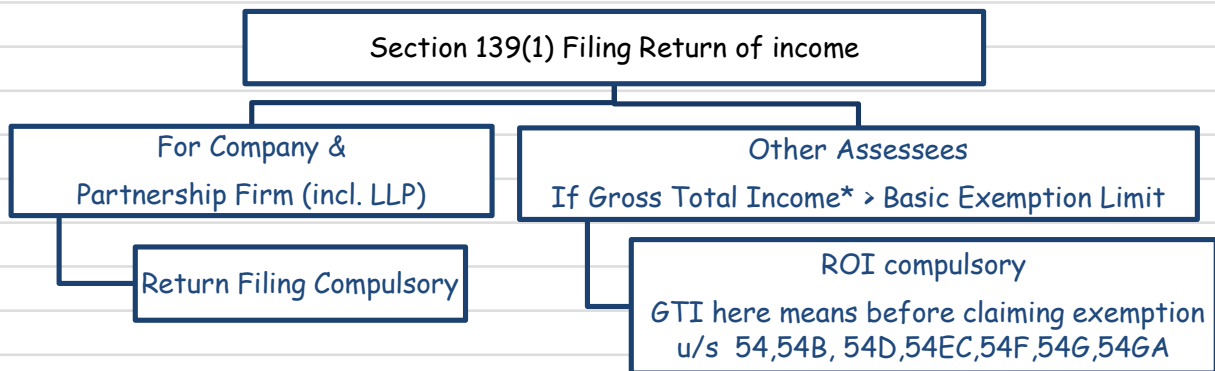 Section 139(1) Filing Return of income
For Company &
Partnership Firm (incl. LLP)
Return Filing Compulsory
Other Assessees
If Gross Total Income* > Basic Exemption Limit
ROI compulsory
GTI here means before claiming exemption
u/s 54,54B, 54D,54EC,54F,54G,54GA